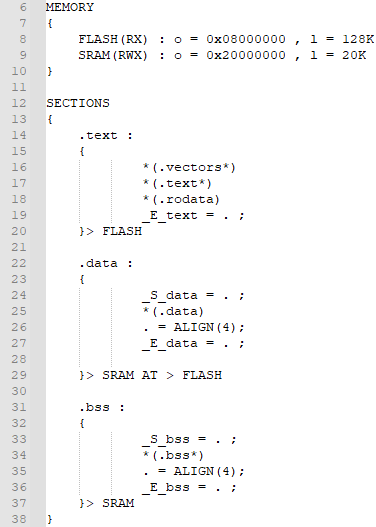 6 MEMORY
7 {
8 FLASH(RX) : o = 0x08000000 , l = 128K
9 SRAM(RWX) : o = 0x20000000 , l = 20K
10 }
11
12 SECTIONS
13 {
14 .text :
15 {
16 *(.vectors*)
17 *(.text*)
18 *(.rodata)
19 _E_text = . ;
20 }> FLASH
21
22 .data :
23 {
24 _S_data = . ;
25 *(.data)
26 . = ALIGN(4);
27 _E_data = . ;
28
29 }> SRAM AT > FLASH
30
31 .bss :
32 {
33 _S_bss = . ;
34 *(.bss*)
35 . = ALIGN(4);
36 _E_bss = . ;
37 }> SRAM
38 }